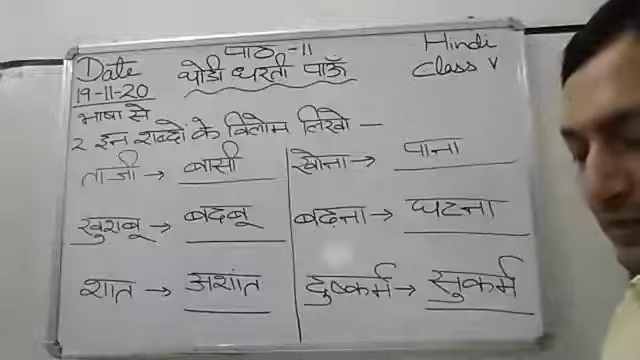 पाठ -11
Hindi
Date
थोडी धरती पाऊँ
Class V
19-11-20
भाषा से
2 इन शब्दों के विलोम लिखो —
ताजी → बासी
खोना → पाना
खुशबू → बदबू
बढ़ना → घटना
शात → अशांत
दुष्कर्म → सुकर्म